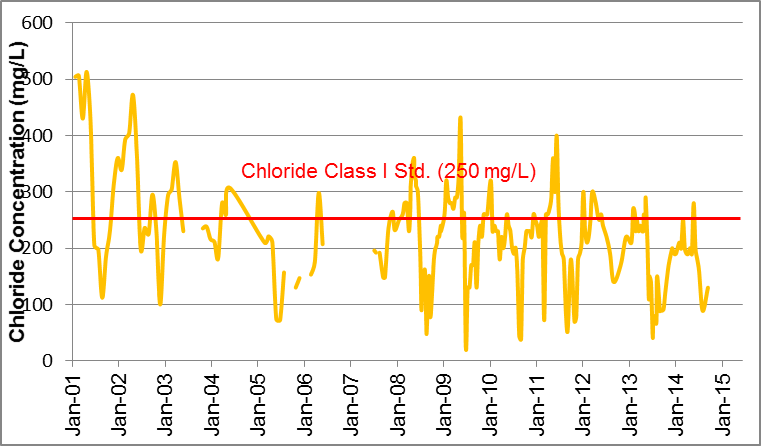 Chloride Concentration (mg/L)
600
500
400
300
200
100
0
Chloride Class I Std. (250 mg/L)
Jan-01
Jan-02
Jan-03
Jan-04
Jan-05
Jan-06
Jan-07
Jan-08
Jan-09
Jan-10
Jan-11
Jan-12
Jan-13
Jan-14
Jan-15